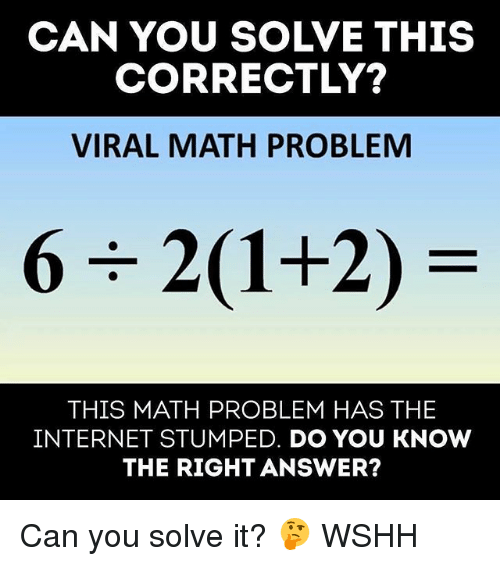 CAN YOU SOLVE THIS
CORRECTLY?
VIRAL MATH PROBLEM
6 ÷ 2(1+2) =
THIS MATH PROBLEM HAS THE
INTERNET STUMPED. DO YOU KNOW
THE RIGHT ANSWER?
Can you solve it? 🤔 WSHH